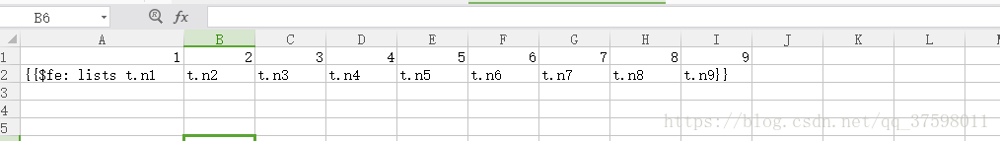 B6 fx
A B C D E F G H I J K L
1 1 2 3 4 5 6 7 8 9
2 {{$fe: lists t.n1 t.n2 t.n3 t.n4 t.n5 t.n6 t.n7 t.n8 t.n9}}
3
4
5
https://blog.csdn.net/qq_37598011